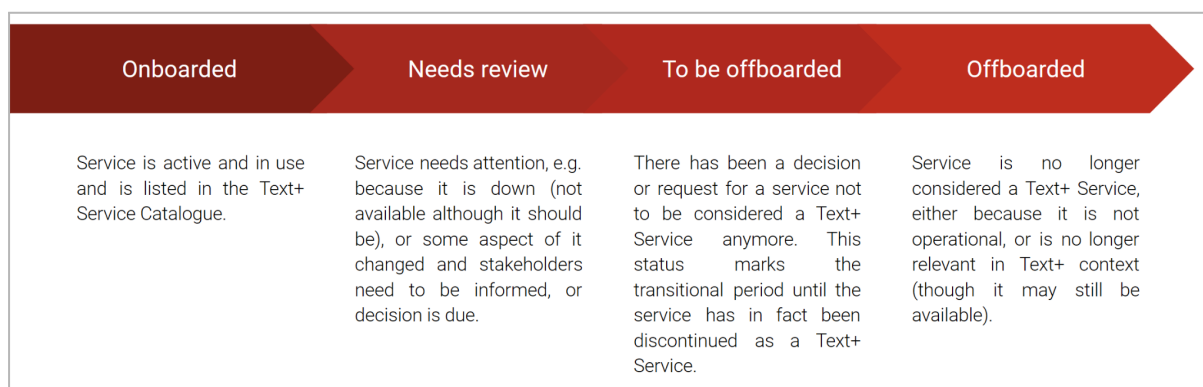 Onboarded
Needs review
To be offboarded
Offboarded
Service is active and in use
and is listed in the Text+
Service Catalogue.
Service needs attention, e.g.
because it is down (not
available although it should
be), or some aspect of it
changed and stakeholders
need to be informed, or
decision is due.
There has been a decision
or request for a service not
to be considered a Text+
Service anymore. This
status marks the
transitional period until the
service has in fact been
discontinued as a Text+
Service.
Service is no longer
considered a Text+ Service,
either because it is not
operational, or is no longer
relevant in Text+ context
(though it may still be
available).